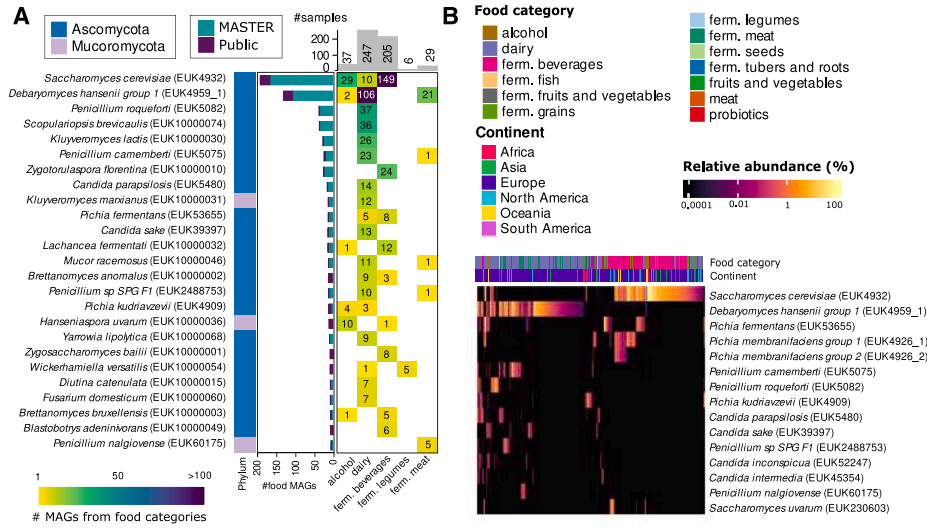 A
Ascomycota
Mucoromycota
MASTER
Public
#samples
200
100
0
37
247
205
6
29
Saccharomyces cerevisiae (EUK4932)
29 10 149
Debaryomyces hansenii group 1 (EUK4959_1)
2 106 21
Penicillium roqueforti (EUK5082)
37
Scopulariopsis brevicaulis (EUK10000074)
36
Kluyveromyces lactis (EUK10000030)
26
Penicillium camemberti (EUK5075)
23 1
Zygotorulaspora florentina (EUK10000010)
24
Candida parapsilosis (EUK5480)
14
Kluyveromyces marxianus (EUK10000031)
12
Pichia fermentans (EUK53655)
5 8
Candida sake (EUK39397)
13
Lachancea fermentati (EUK10000032)
1 12
Mucor racemosus (EUK10000046)
11 1
Brettanomyces anomalus (EUK10000002)
9 3
Penicillium sp SPG F1 (EUK2488753)
10 1
Pichia kudriavzevii (EUK4909)
4 3
Hanseniaspora uvarum (EUK10000036)
10 1
Yarrowia lipolytica (EUK10000068)
9
Zygosaccharomyces bailii (EUK10000001)
8
Wickerhamiella versatilis (EUK10000054)
1 5
Diutina catenulata (EUK10000015)
7
Fusarium domesticum (EUK10000060)
7
Brettanomyces bruxellensis (EUK10000003)
1 5
Blastobotrys adeninivorans (EUK10000049)
6
Penicillium nalgiovense (EUK60175)
5
Phylum
200
150
100
50
0
#food MAGs
alcohol
dairy
ferm. beverages
ferm. legumes
ferm. meat
1 50 >100
# MAGs from food categories
B
Food category
alcohol
dairy
ferm. beverages
ferm. fish
ferm. fruits and vegetables
ferm. grains
ferm. legumes
ferm. meat
ferm. seeds
ferm. tubers and roots
fruits and vegetables
meat
probiotics
Continent
Africa
Asia
Europe
North America
Oceania
South America
Relative abundance (%)
0,0001 0.01 1 100
Food category
Continent
Saccharomyces cerevisiae (EUK4932)
Debaryomyces hansenii group 1 (EUK4959_1)
Pichia fermentans (EUK53655)
Pichia membranifaciens group 1 (EUK4926_1)
Pichia membranifaciens group 2 (EUK4926_2)
Penicillium camemberti (EUK5075)
Penicillium roqueforti (EUK5082)
Pichia kudriavzevii (EUK4909)
Candida parapsilosis (EUK5480)
Candida sake (EUK39397)
Penicillium sp SPG F1 (EUK2488753)
Candida inconspicua (EUK52247)
Candida intermedia (EUK45354)
Penicillium nalgiovense (EUK60175)
Saccharomyces uvarum (EUK230603)